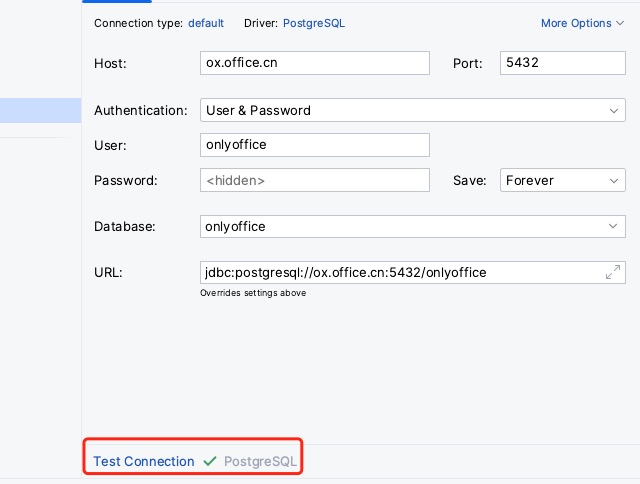 Connection type: default Driver: PostgreSQL More Options
Host: ox.office.cn Port: 5432
Authentication: User & Password
User: onlyoffice
Password: <hidden> Save: Forever
Database: onlyoffice
URL: jdbc:postgresql://ox.office.cn:5432/onlyoffice
Overrides settings above
Test Connection PostgreSQL